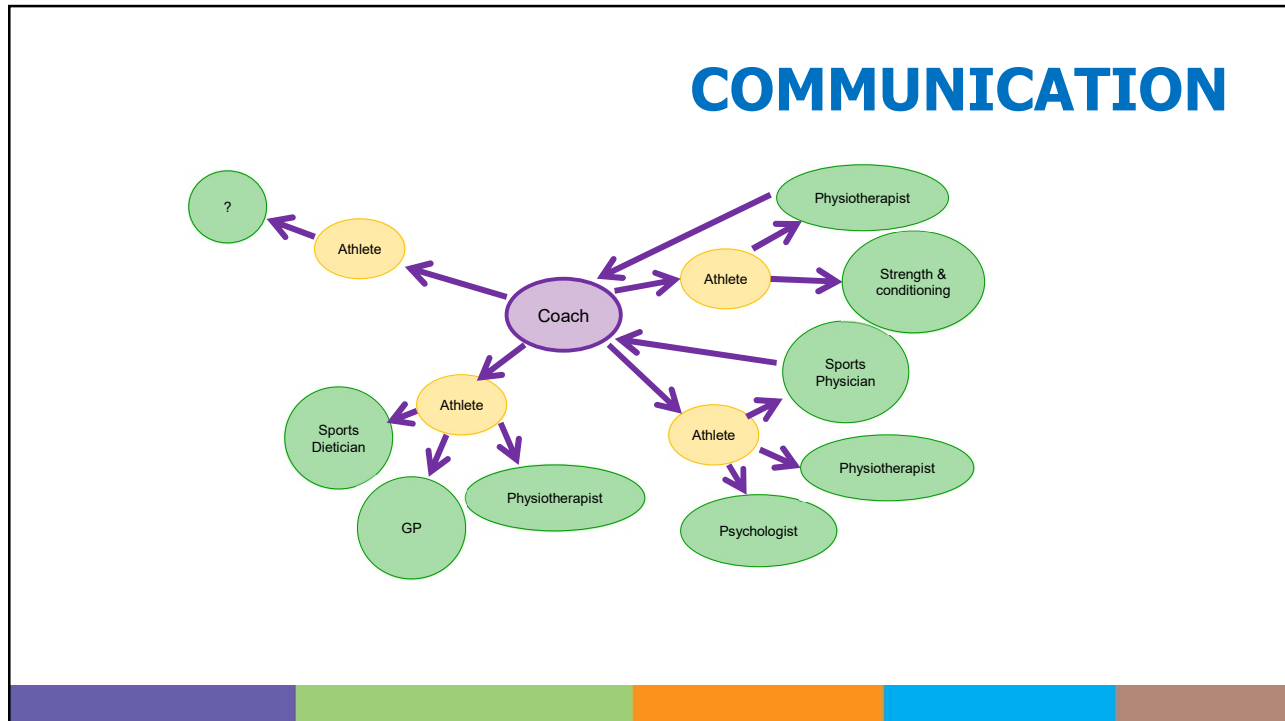 COMMUNICATION
?
Athlete
Physiotherapist
Athlete
Strength &
conditioning
Coach
Sports
Physician
Athlete
Sports
Dietician
Athlete
Physiotherapist
GP
Physiotherapist
Psychologist